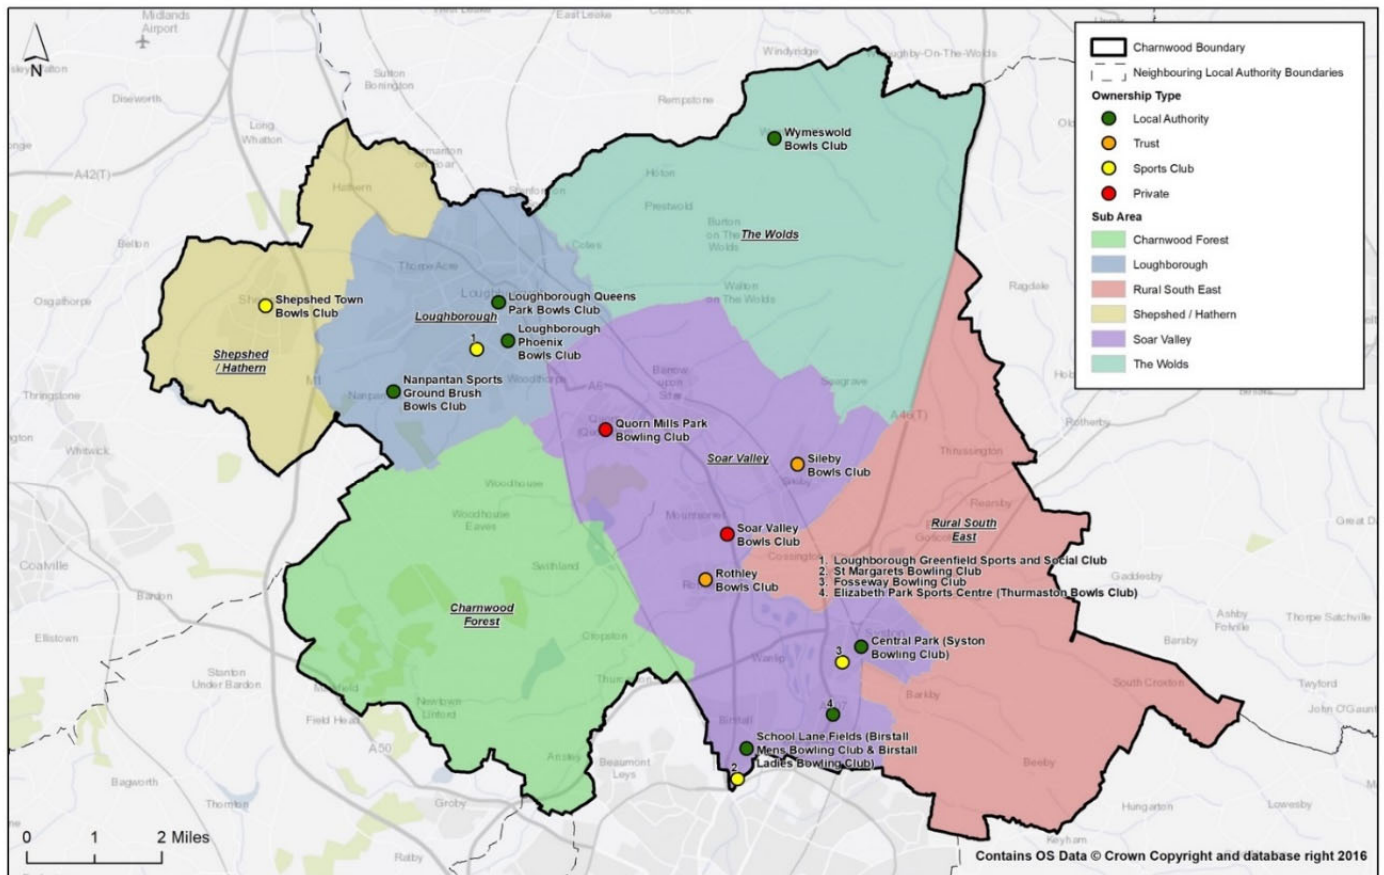 Midlands
Airport
East Leake
Windyridge
Sutton
Bonington
Diseworth
Rempstone
Long
Whatton
A42(T)
Hathern
Hoton
Prestwold
Belton
Burton
on The
Wolds
Cotes
Thorpe Acre
Osgathorpe
Walton
on The Wolds
Ragdale
N
Wymeswold
Bowls Club
The Wolds
Shepshed Town
Bowls Club
Loughborough Queens
Park Bowls Club
Loughborough
Loughborough
Phoenix
Bowls Club
1
Shepshed
/ Hathern
Nanpantan Sports
Ground Brush
Bowls Club
M1
Woodthorpe
A6
Barrow
upon
Soar
Seagrave
A46(T)
Thringstone
Whitwick
Rotherby
Quorn Mills Park
Bowling Club
Soar Valley
Sileby
Bowls Club
Thrussington
Rearsby
Woodhouse
Woodhouse
Eaves
Mountsorrel
Soar Valley
Bowls Club
Rural South
East
Cossington
1. Loughborough Greenfield Sports and Social Club
2. St Margarets Bowling Club
3. Fosseway Bowling Club
4. Elizabeth Park Sports Centre (Thurmaston Bowls Club)
Rothley
Bowls Club
Swithland
Coalville
Bardon
Gaddesby
Ashby
Folville
Thorpe Satchville
Charnwood
Forest
Cropston
Ellistown
Barsby
Syston
Central Park (Syston
Bowling Club)
3
Wanlip
Stanton
Under Bardon
South Croxton
Twyford
Barkby
Newtown
Linford
Field Head
A50
4
Birstall
School Lane Fields (Birstall
Mens Bowling Club & Birstall
Ladies Bowling Club)
2
Anstey
Beaumont
Leys
Beeby
Bagworth
Thornton
Groby
Hungarton
Lowesby
Ratby
Keyham
0 1 2 Miles
Contains OS Data © Crown Copyright and database right 2016
Charnwood Boundary
Neighbouring Local Authority Boundaries
Ownership Type
Local Authority
Trust
Sports Club
Private
Sub Area
Charnwood Forest
Loughborough
Rural South East
Shepshed / Hathern
Soar Valley
The Wolds